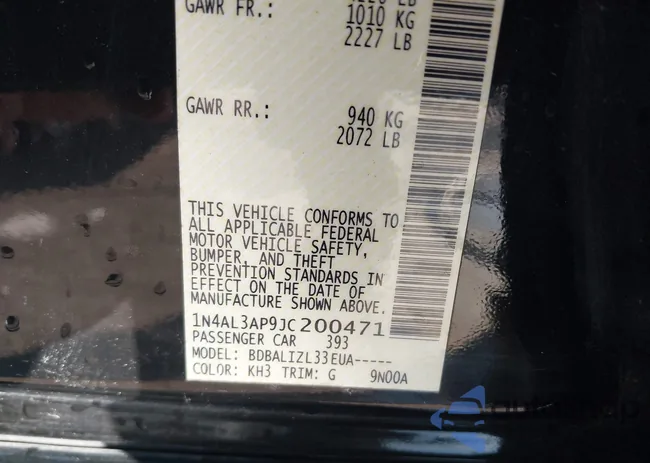 GAWR FR.:
1010 KG
2227 LB
GAWR RR.:
940 KG
2072 LB
THIS VEHICLE CONFORMS TO
ALL APPLICABLE FEDERAL
MOTOR VEHICLE SAFETY,
BUMPER, AND THEFT
PREVENTION STANDARDS IN
EFFECT ON THE DATE OF
MANUFACTURE SHOWN ABOVE.
1N4AL3AP9JC200471
PASSENGER CAR 393
MODEL: BDBALIZL33EUA-----
COLOR: KH3 TRIM: G 9N00A